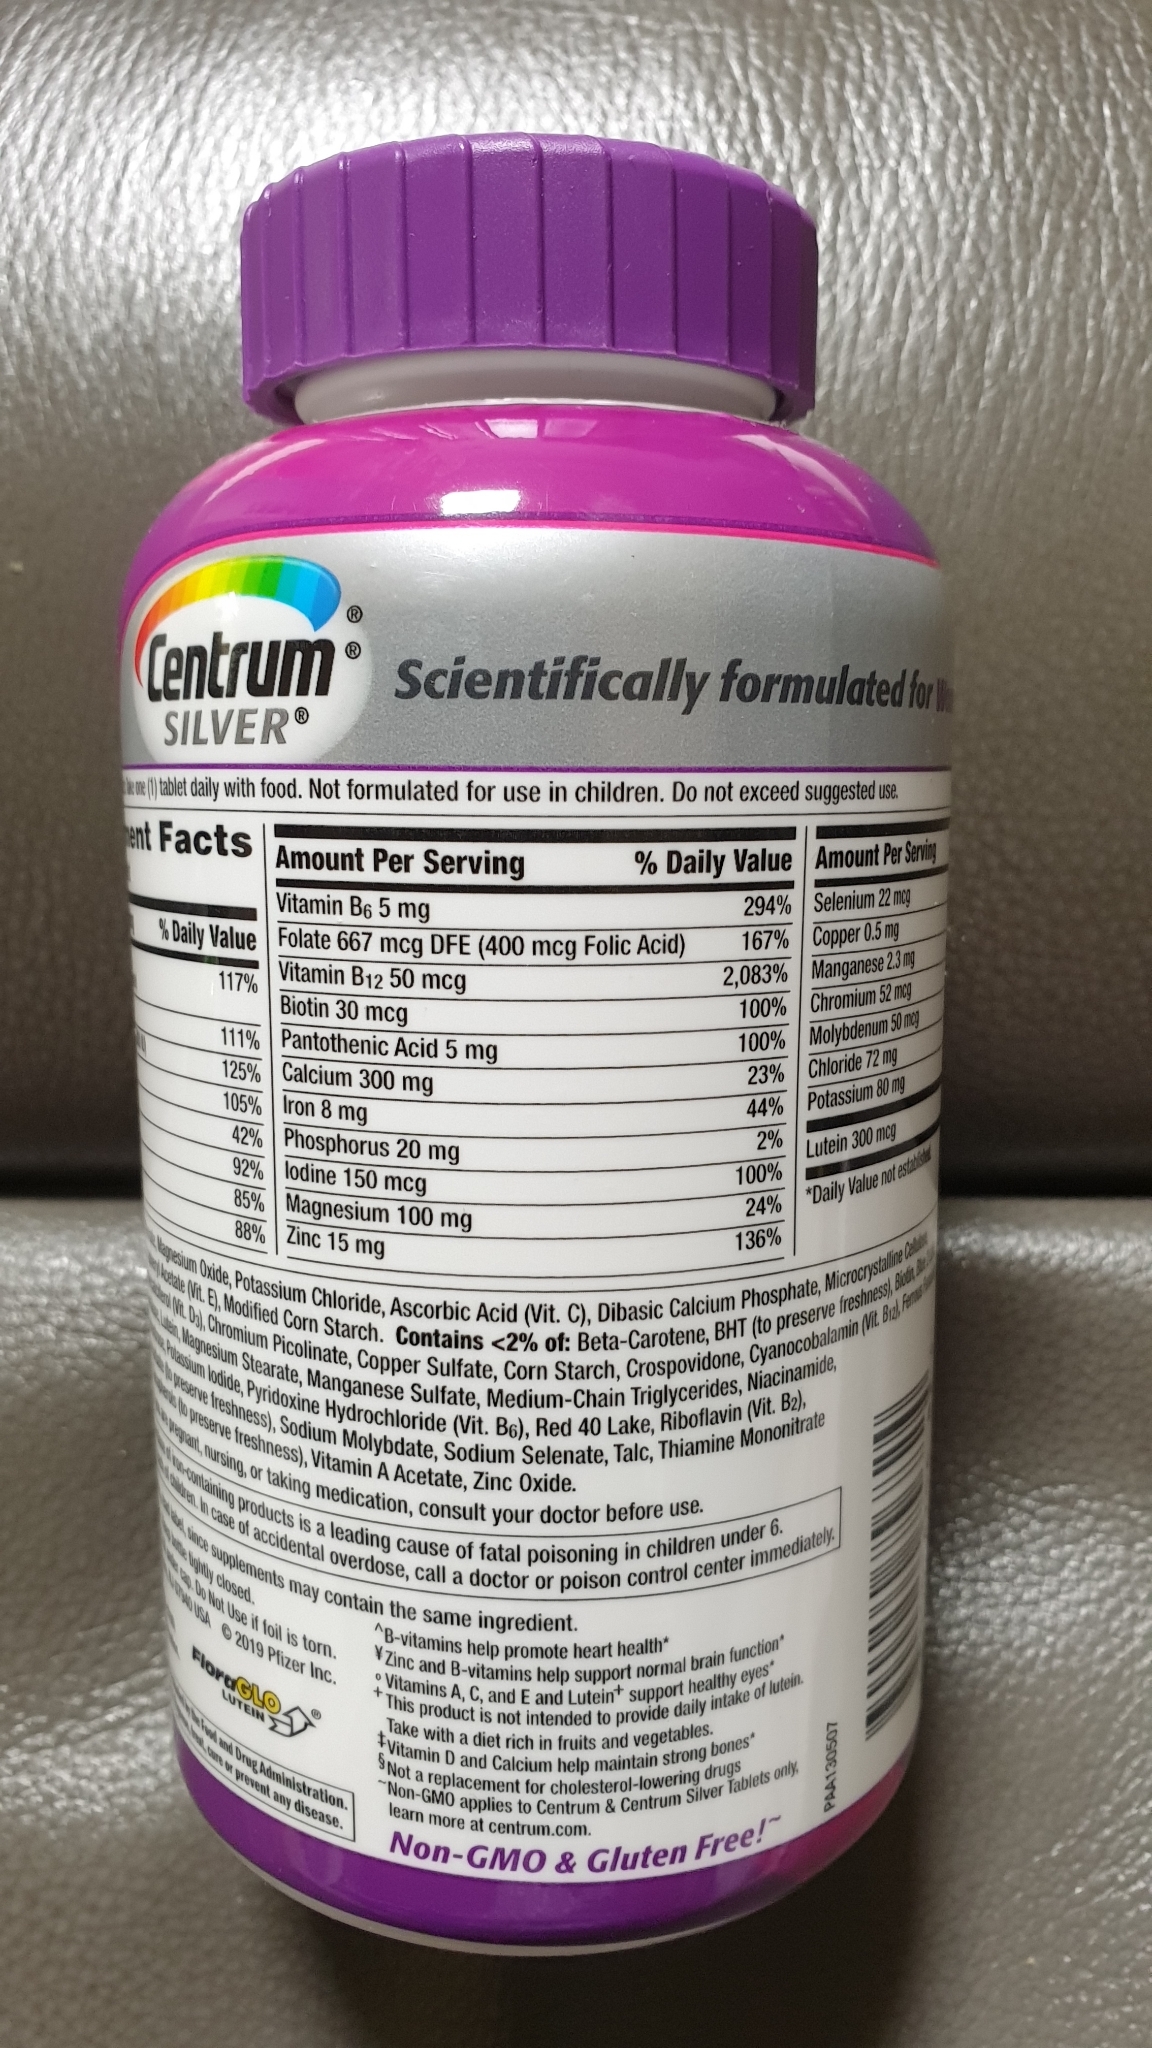 Centrum®
SILVER®
®
Scientifically formulated for
(1) tablet daily with food. Not formulated for use in children. Do not exceed suggested use.
Facts
% Daily Value
117%
111%
125%
105%
42%
92%
85%
88%
Amount Per Serving % Daily Value
Vitamin B6 5 mg 294%
Folate 667 mcg DFE (400 mcg Folic Acid) 167%
Vitamin B12 50 mcg 2,083%
Biotin 30 mcg 100%
Pantothenic Acid 5 mg 100%
Calcium 300 mg 23%
Iron 8 mg 44%
Phosphorus 20 mg 2%
Iodine 150 mcg 100%
Magnesium 100 mg 24%
Zinc 15 mg 136%
Amount Per Serving
Selenium 22 mcg
Copper 0.5 mg
Manganese 2.3 mg
Chromium 52 mcg
Molybdenum 50 mcg
Chloride 72 mg
Potassium 80 mg
Lutein 300 mcg
*Daily Value not established.
Magnesium Oxide, Potassium Chloride, Ascorbic Acid (Vit. C), Dibasic Calcium Phosphate, Microcrystalline
Acetate (Vit. E), Modified Corn Starch. Contains <2% of: Beta-Carotene, BHT (to preserve freshness), Biotin,
(Vit. D3), Chromium Picolinate, Copper Sulfate, Corn Starch, Crospovidone, Cyanocobalamin (Vit. B12),
Lutein, Magnesium Stearate, Manganese Sulfate, Medium-Chain Triglycerides, Niacinamide,
Potassium Iodide, Pyridoxine Hydrochloride (Vit. B6), Red 40 Lake, Riboflavin (Vit. B2),
preserve freshness), Sodium Molybdate, Sodium Selenate, Talc, Thiamine Mononitrate
(to preserve freshness), Vitamin A Acetate, Zinc Oxide.
pregnant, nursing, or taking medication, consult your doctor before use.
iron-containing products is a leading cause of fatal poisoning in children under 6.
children. In case of accidental overdose, call a doctor or poison control center immediately.
label, since supplements may contain the same ingredient.
tightly closed.
cap. Do Not Use if foil is torn.
07940 USA © 2019 Pfizer Inc.
FloraGLO
LUTEIN
®
the Food and Drug Administration.
cure or prevent any disease.
^B-vitamins help promote heart health*
¥Zinc and B-vitamins help support normal brain function*
°Vitamins A, C, and E and Lutein+ support healthy eyes*
+This product is not intended to provide daily intake of lutein.
Take with a diet rich in fruits and vegetables.
‡Vitamin D and Calcium help maintain strong bones*
§Not a replacement for cholesterol-lowering drugs
~Non-GMO applies to Centrum & Centrum Silver Tablets only,
learn more at centrum.com.
Non-GMO & Gluten Free!~
PAA130507